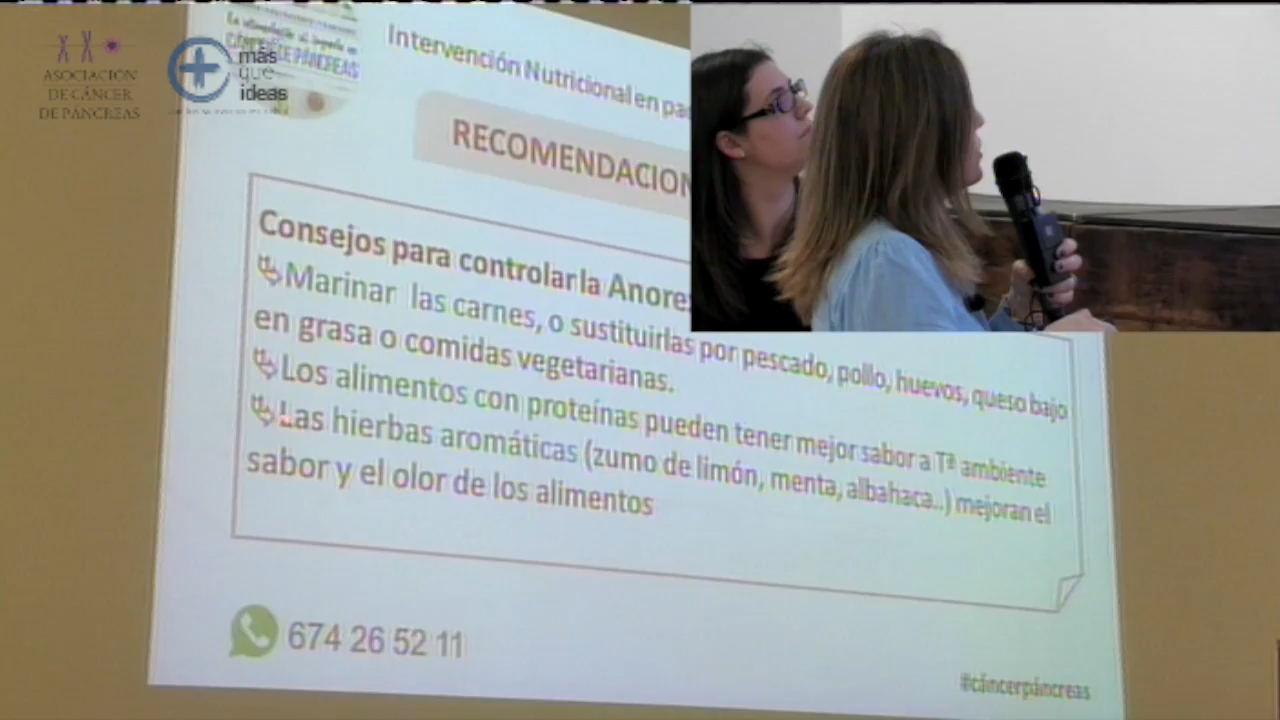 ASOCIACIÓN
DE CÁNCER
DE PÁNCREAS
más
que
ideas
Intervención Nutricional en
RECOMENDACION
Consejos para controlar la
Marinar las carnes, o sustituirlas por pescado, pollo, huevos, queso bajo
en grasa o comidas vegetarianas.
Los alimentos con proteínas pueden tener mejor sabor a Tª ambiente
Las hierbas aromáticas (zumo de limón, menta, albahaca..) mejoran el
sabor y el olor de los alimentos
674 26 52 11
#cáncerpáncreas